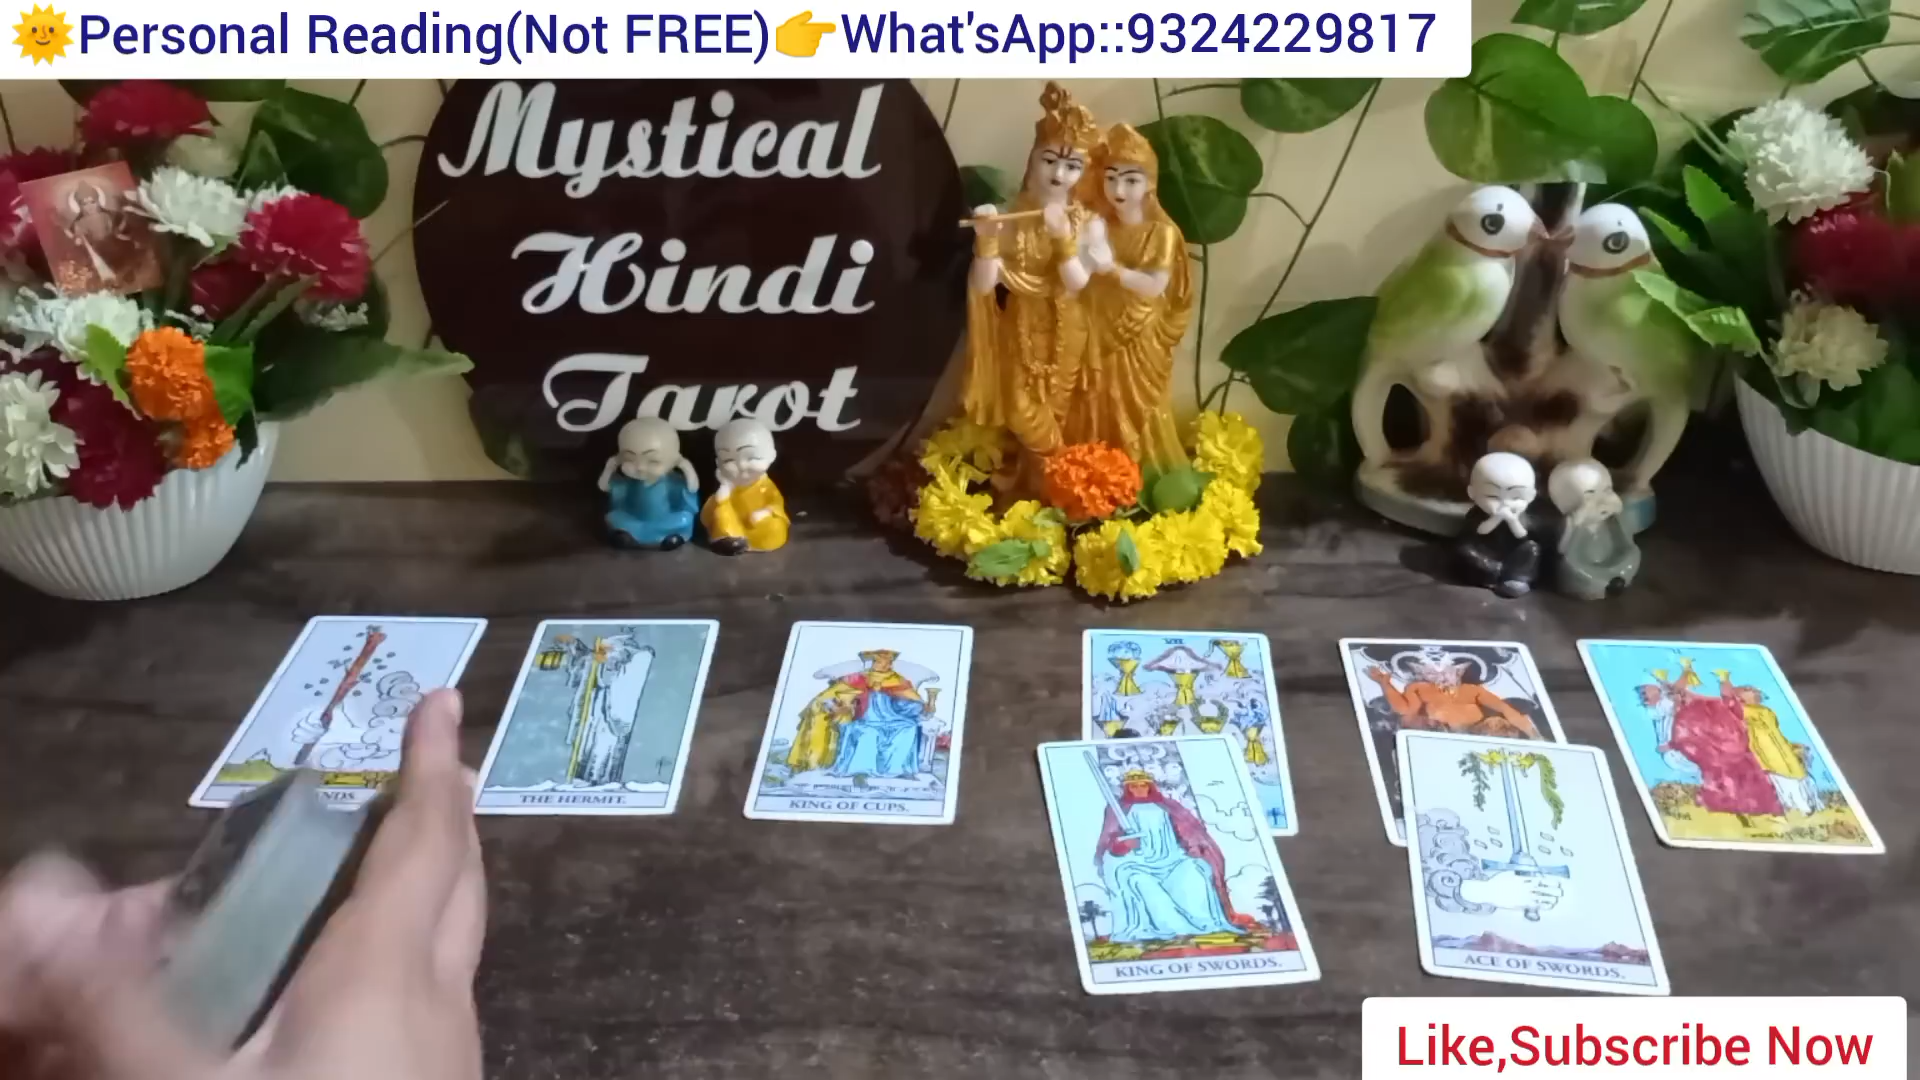 🌞Personal Reading(Not FREE)👉What'sApp::9324229817
Mystical
Hindi
Tarot
VII
THE HERMIT.
KING OF CUPS.
KING OF SWORDS.
ACE OF SWORDS.
Like,Subscribe Now